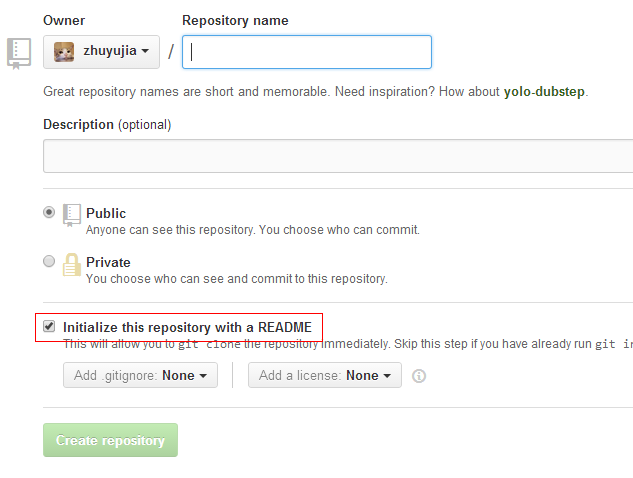 Owner Repository name
zhuyujia /
Great repository names are short and memorable. Need inspiration? How about yolo-dubstep.
Description (optional)
Public
Anyone can see this repository. You choose who can commit.
Private
You choose who can see and commit to this repository.
Initialize this repository with a README
This will allow you to git clone the repository immediately. Skip this step if you have already run git
Add .gitignore: None Add a license: None
Create repository